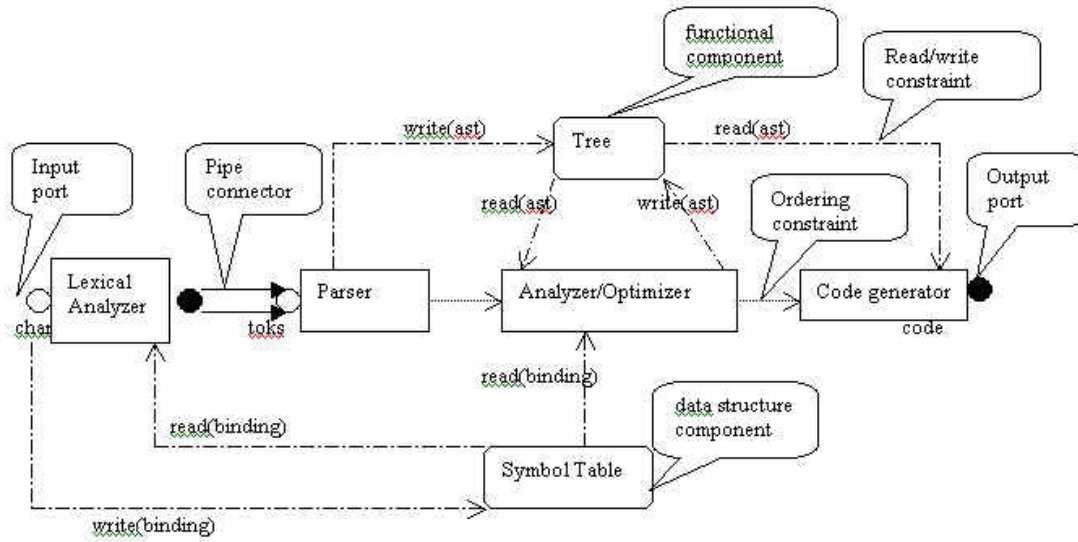 functional
component
Read/write
constraint
write(ast)
read(ast)
Tree
Input
port
Pipe
connector
Output
port
read(ast)
write(ast)
Ordering
constraint
Lexical
Analyzer
Parser
Analyzer/Optimizer
Code generator
char
toks
code
read(binding)
data structure
component
read(binding)
Symbol Table
write(binding)